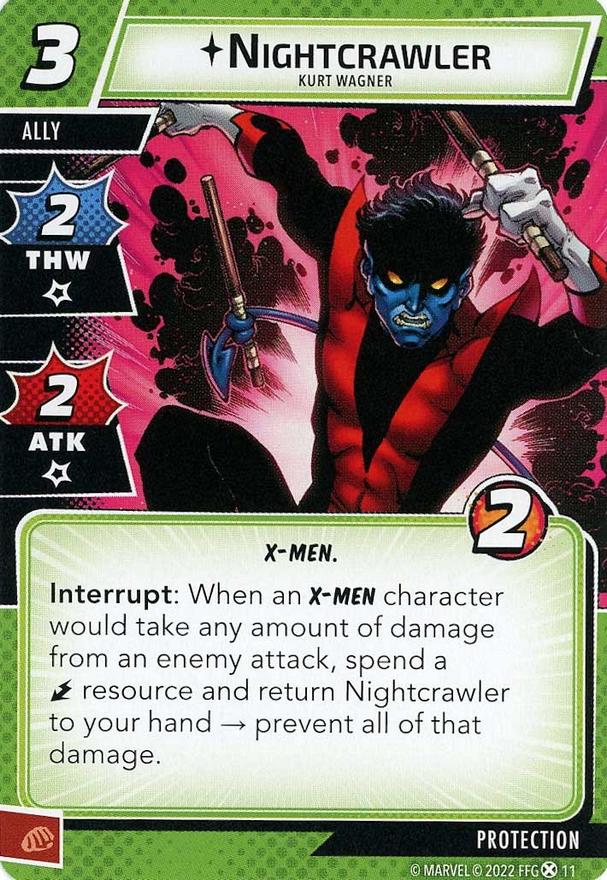 3
NIGHTCRAWLER
KURT WAGNER
ALLY
2
THW
2
ATK
2
X-MEN.
Interrupt: When an X-MEN character
would take any amount of damage
from an enemy attack, spend a
resource and return Nightcrawler
to your hand → prevent all of that
damage.
PROTECTION
© MARVEL © 2022 FFG 11